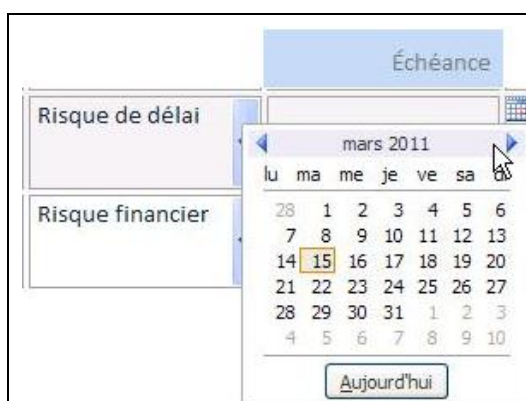 Échéance
Risque de délai
mars 2011
lu ma me je ve sa
Risque financier
28 1 2 3 4 5 6
7 8 9 10 11 12 13
14 15 16 17 18 19 20
21 22 23 24 25 26 27
28 29 30 31 1 2 3
4 5 6 7 8 9 10
Aujourd'hui